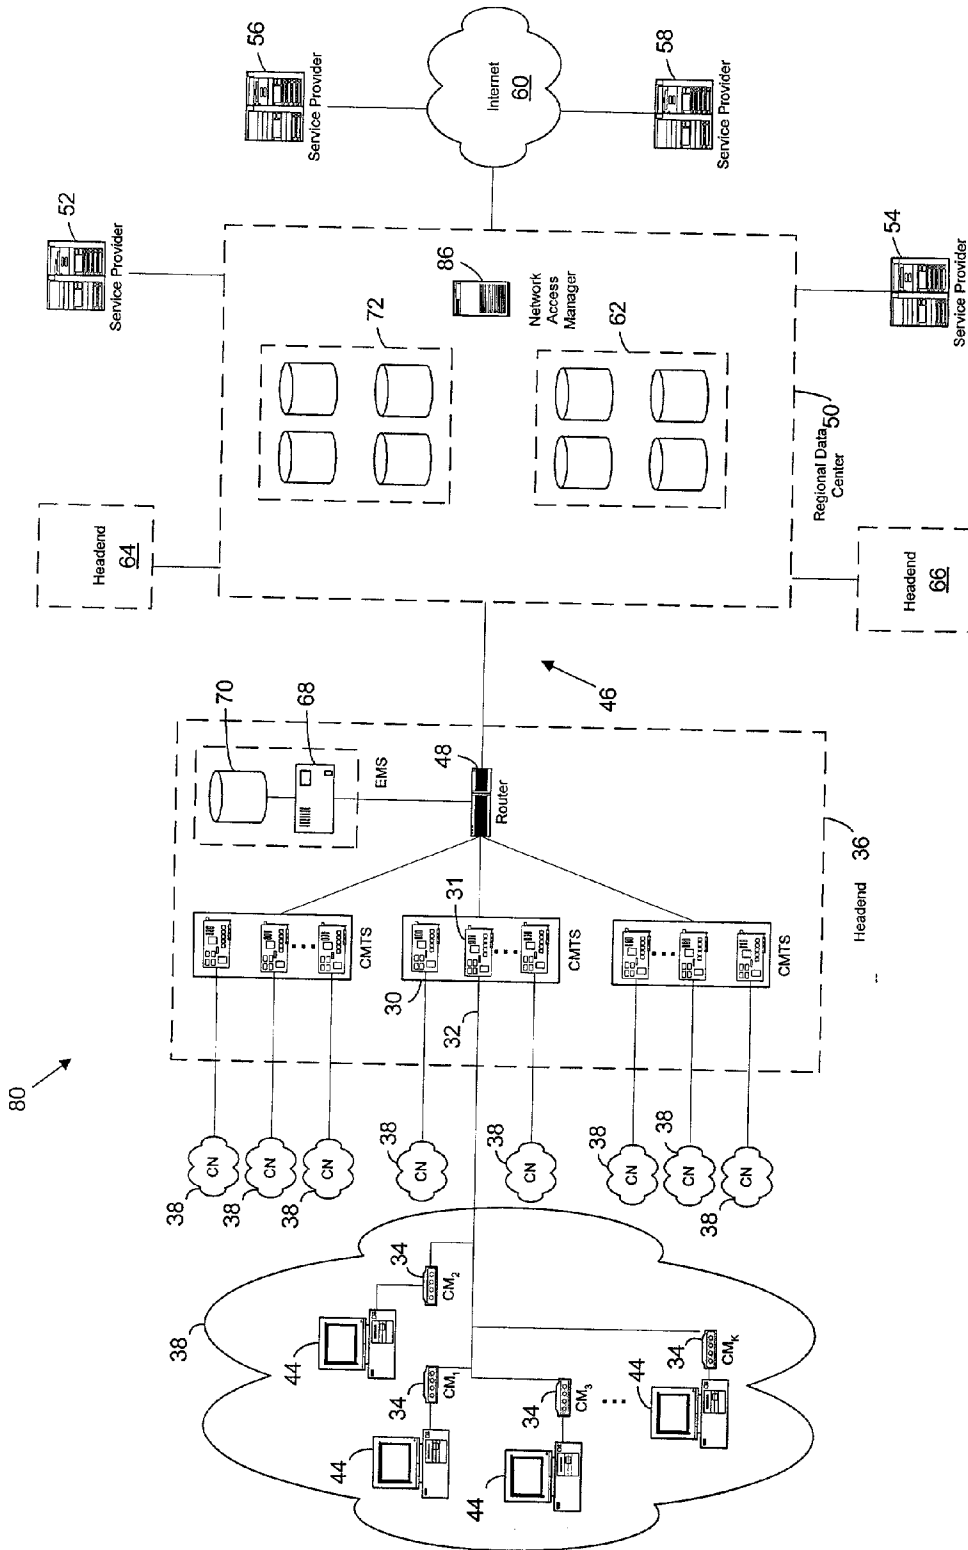 80
38
44
34
CM2
44
34
CM1
44
34
CM3
44
34
CMK
38
CN
38
CN
38
CN
38
CN
38
CN
38
CN
38
CN
38
CN
32
30
31
CMTS
CMTS
CMTS
Headend 36
70
68
EMS
48
Router
46
Headend
64
Headend
66
72
62
86
Network
Access
Manager
Regional Data
Center
50
52
Service Provider
54
Service Provider
56
Service Provider
58
Service Provider
Internet
60